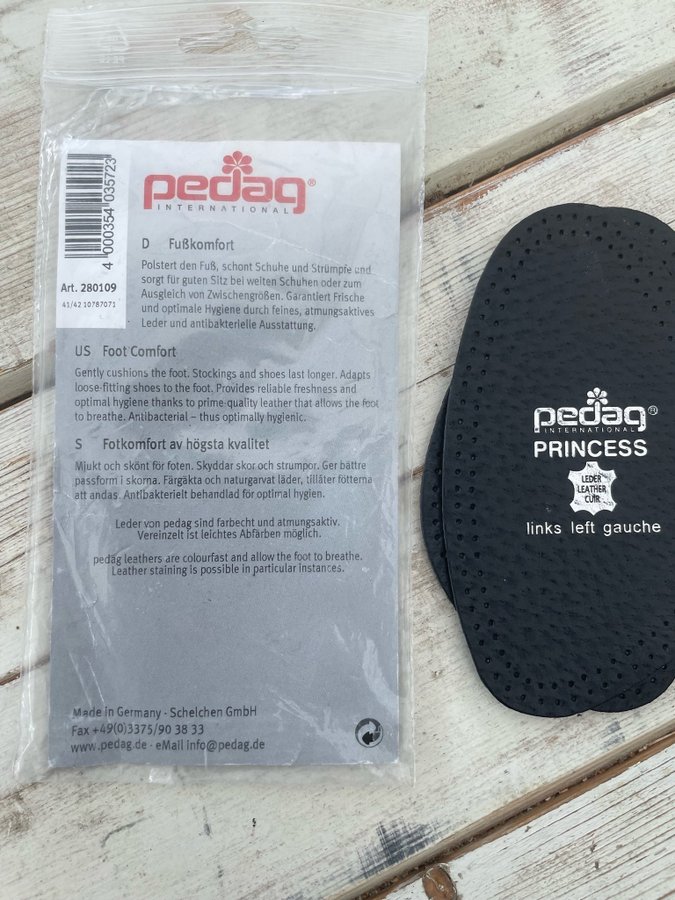 4 000354 035723
Art. 280109
41/42 10787071
pedag®
INTERNATIONAL
D Fußkomfort
Polstert den Fuß, schont Schuhe und Strümpfe und
sorgt für guten Sitz bei weiten Schuhen oder zum
Ausgleich von Zwischengrößen. Garantiert Frische
und optimale Hygiene durch feines, atmungsaktives
Leder und antibakterielle Ausstattung.
US Foot Comfort
Gently cushions the foot. Stockings and shoes last longer. Adapts
loose-fitting shoes to the foot. Provides reliable freshness and
optimal hygiene thanks to prime-quality leather that allows the foot
to breathe. Antibacterial – thus optimally hygienic.
S Fotkomfort av högsta kvalitet
Mjukt och skönt för foten. Skyddar skor och strumpor. Ger bättre
passform i skorna. Färgäkta och naturgarvat läder, tillåter fötterna
att andas. Antibakterielt behandlad för optimal hygien.
Leder von pedag sind farbecht und atmungsaktiv.
Vereinzelt ist leichtes Abfärben möglich.
pedag leathers are colourfast and allow the foot to breathe.
Leather staining is possible in particular instances.
Made in Germany · Schelchen GmbH
Fax +49(0)3375/90 38 33
www.pedag.de · eMail info@pedag.de
pedag®
INTERNATIONAL
PRINCESS
LEDER
LEATHER
CUIR
links left gauche